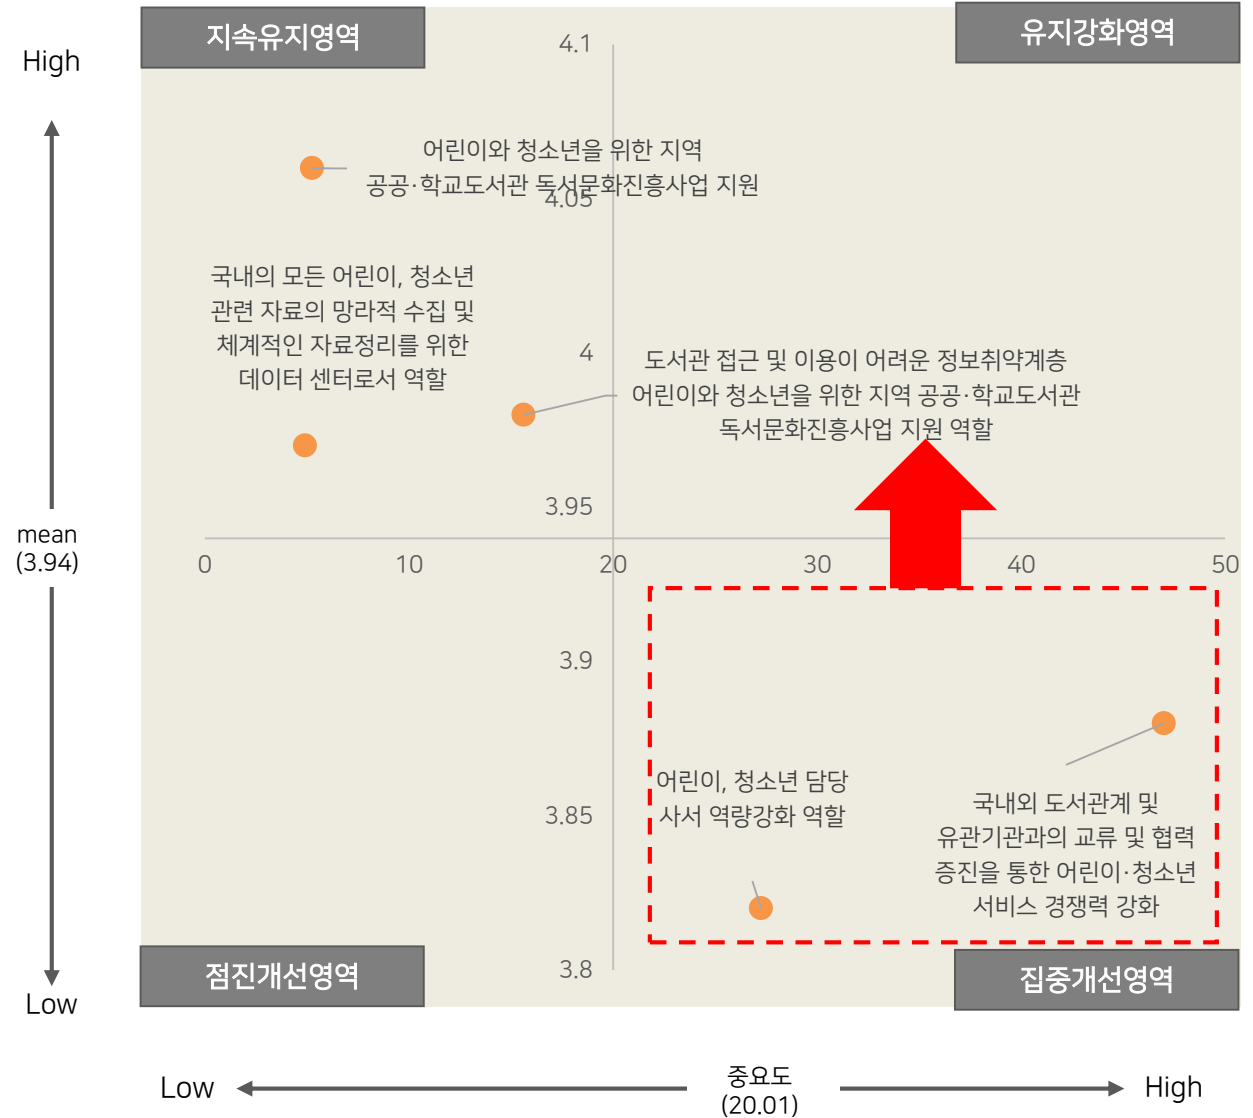 지속유지영역
유지강화영역
High
4.1
어린이와 청소년을 위한 지역
공공·학교도서관 독서문화진흥사업 지원
4.05
국내의 모든 어린이, 청소년
관련 자료의 망라적 수집 및
체계적인 자료정리를 위한
데이터 센터로서 역할
4
도서관 접근 및 이용이 어려운 정보취약계층
어린이와 청소년을 위한 지역 공공·학교도서관
독서문화진흥사업 지원 역할
3.95
mean
(3.94)
0 10 20 30 40 50
3.9
어린이, 청소년 담당
사서 역량강화 역할
3.85
국내외 도서관계 및
유관기관과의 교류 및 협력
증진을 통한 어린이·청소년
서비스 경쟁력 강화
3.8
점진개선영역
집중개선영역
Low
Low
중요도
(20.01)
High